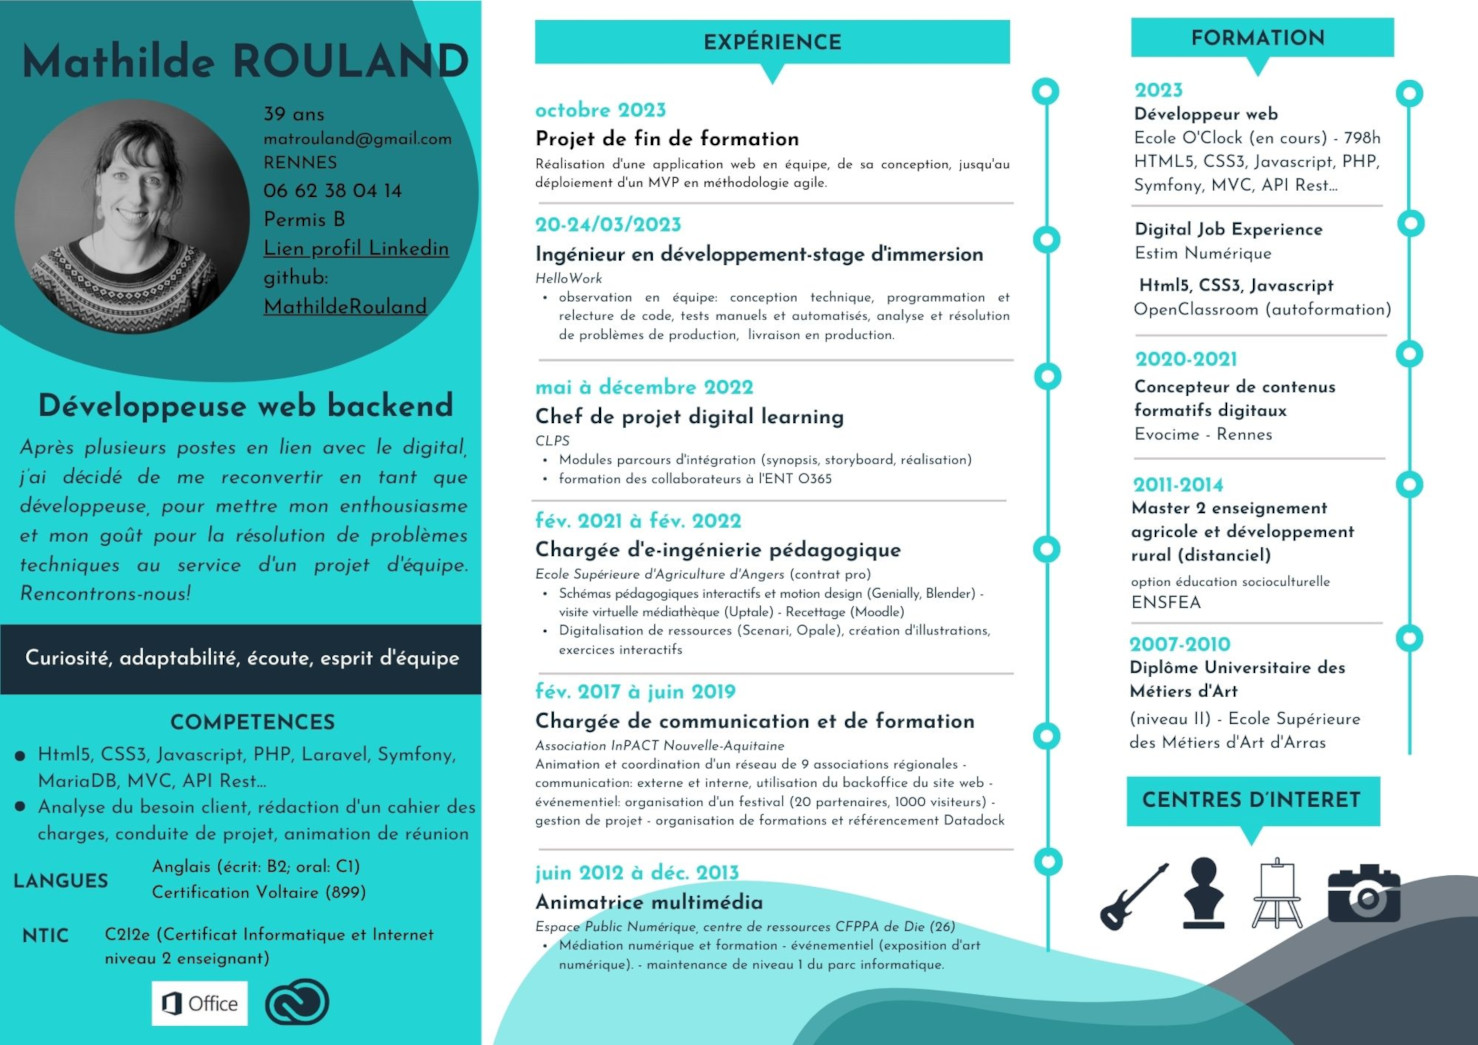 Mathilde ROULAND
39 ans
matrouland@gmail.com
RENNES
06 62 38 04 14
Permis B
Lien profil Linkedin
github:
MathildeRouland
Développeuse web backend
Après plusieurs postes en lien avec le digital,
j'ai décidé de me reconvertir en tant que
développeuse, pour mettre mon enthousiasme
et mon goût pour la résolution de problèmes
techniques au service d'un projet d'équipe.
Rencontrons-nous!
Curiosité, adaptabilité, écoute, esprit d'équipe
COMPETENCES
• Html5, CSS3, Javascript, PHP, Laravel, Symfony,
MariaDB, MVC, API Rest...
• Analyse du besoin client, rédaction d'un cahier des
charges, conduite de projet, animation de réunion
LANGUES
Anglais (écrit: B2; oral: C1)
Certification Voltaire (899)
NTIC
C2I2e (Certificat Informatique et Internet
niveau 2 enseignant)
Office
EXPÉRIENCE
octobre 2023
Projet de fin de formation
Réalisation d'une application web en équipe, de sa conception, jusqu'au
déploiement d'un MVP en méthodologie agile.
20-24/03/2023
Ingénieur en développement-stage d'immersion
HelloWork
• observation en équipe: conception technique, programmation et
relecture de code, tests manuels et automatisés, analyse et résolution
de problèmes de production, livraison en production.
mai à décembre 2022
Chef de projet digital learning
CLPS
• Modules parcours d'intégration (synopsis, storyboard, réalisation)
• formation des collaborateurs à l'ENT O365
fév. 2021 à fév. 2022
Chargée d'e-ingénierie pédagogique
Ecole Supérieure d'Agriculture d'Angers (contrat pro)
• Schémas pédagogiques interactifs et motion design (Genially, Blender) -
visite virtuelle médiathèque (Uptale) - Recettage (Moodle)
• Digitalisation de ressources (Scenari, Opale), création d'illustrations,
exercices interactifs
fév. 2017 à juin 2019
Chargée de communication et de formation
Association InPACT Nouvelle-Aquitaine
Animation et coordination d'un réseau de 9 associations régionales -
communication: externe et interne, utilisation du backoffice du site web -
événementiel: organisation d'un festival (20 partenaires, 1000 visiteurs) -
gestion de projet - organisation de formations et référencement Datadock
juin 2012 à déc. 2013
Animatrice multimédia
Espace Public Numérique, centre de ressources CFPPA de Die (26)
• Médiation numérique et formation - événementiel (exposition d'art
numérique). - maintenance de niveau 1 du parc informatique.
FORMATION
2023
Développeur web
Ecole O'Clock (en cours) - 798h
HTML5, CSS3, Javascript, PHP,
Symfony, MVC, API Rest...
Digital Job Experience
Estim Numérique
Html5, CSS3, Javascript
OpenClassroom (autoformation)
2020-2021
Concepteur de contenus
formatifs digitaux
Evocime - Rennes
2011-2014
Master 2 enseignement
agricole et développement
rural (distanciel)
option éducation socioculturelle
ENSFEA
2007-2010
Diplôme Universitaire des
Métiers d'Art
(niveau II) - Ecole Supérieure
des Métiers d'Art d'Arras
CENTRES D'INTERET